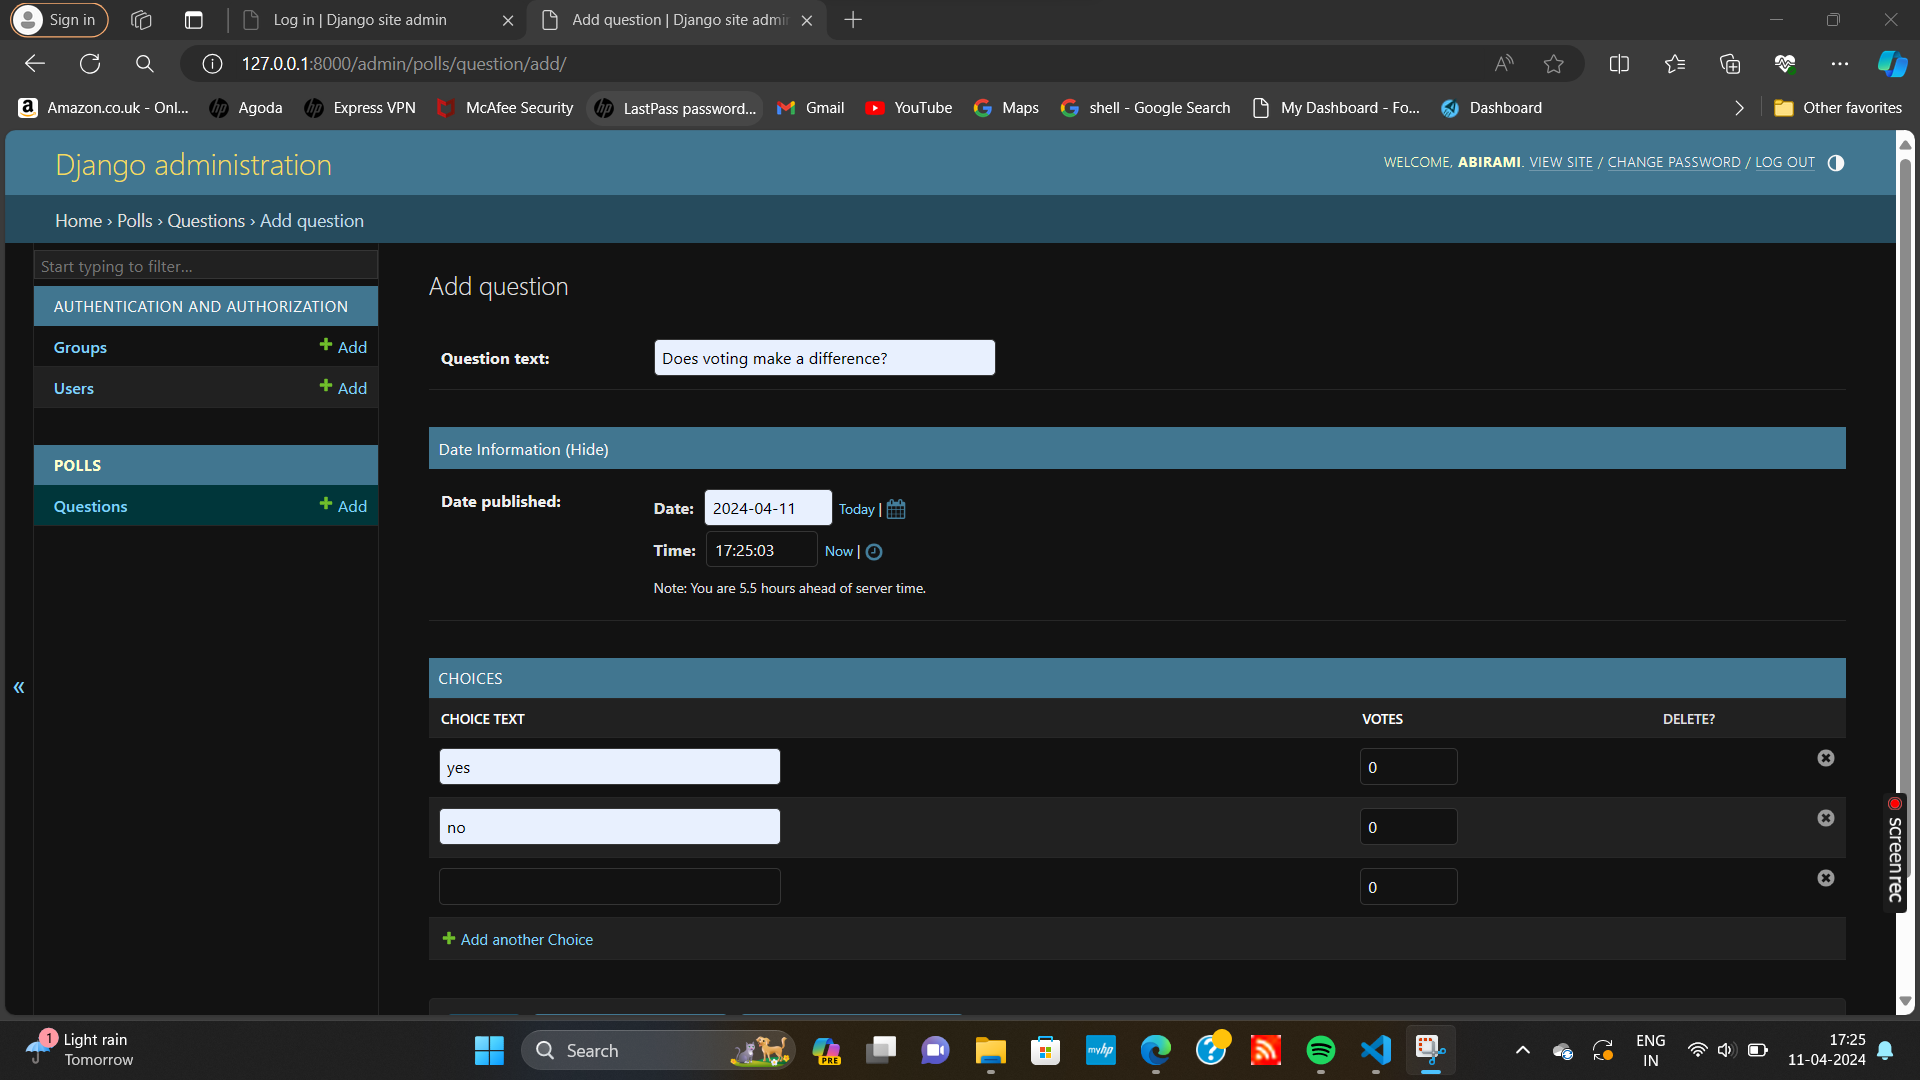 Sign in
Log in | Django site admin
Add question | Django site admin
127.0.0.1:8000/admin/polls/question/add/
Amazon.co.uk - Onl...
Agoda
Express VPN
McAfee Security
LastPass password...
Gmail
YouTube
Maps
shell - Google Search
My Dashboard - Fo...
Dashboard
Other favorites
Django administration
WELCOME, ABIRAMI. VIEW SITE / CHANGE PASSWORD / LOG OUT
Home › Polls › Questions › Add question
Start typing to filter...
AUTHENTICATION AND AUTHORIZATION
Groups
Add
Users
Add
POLLS
Questions
Add
«
Add question
Question text:
Does voting make a difference?
Date Information (Hide)
Date published:
Date:
2024-04-11
Today |
Time:
17:25:03
Now |
Note: You are 5.5 hours ahead of server time.
CHOICES
CHOICE TEXT
VOTES
DELETE?
yes
0
no
0
0
Add another Choice
screenrec
1
Light rain
Tomorrow
Search
PRE
myhp
ENG
IN
17:25
11-04-2024